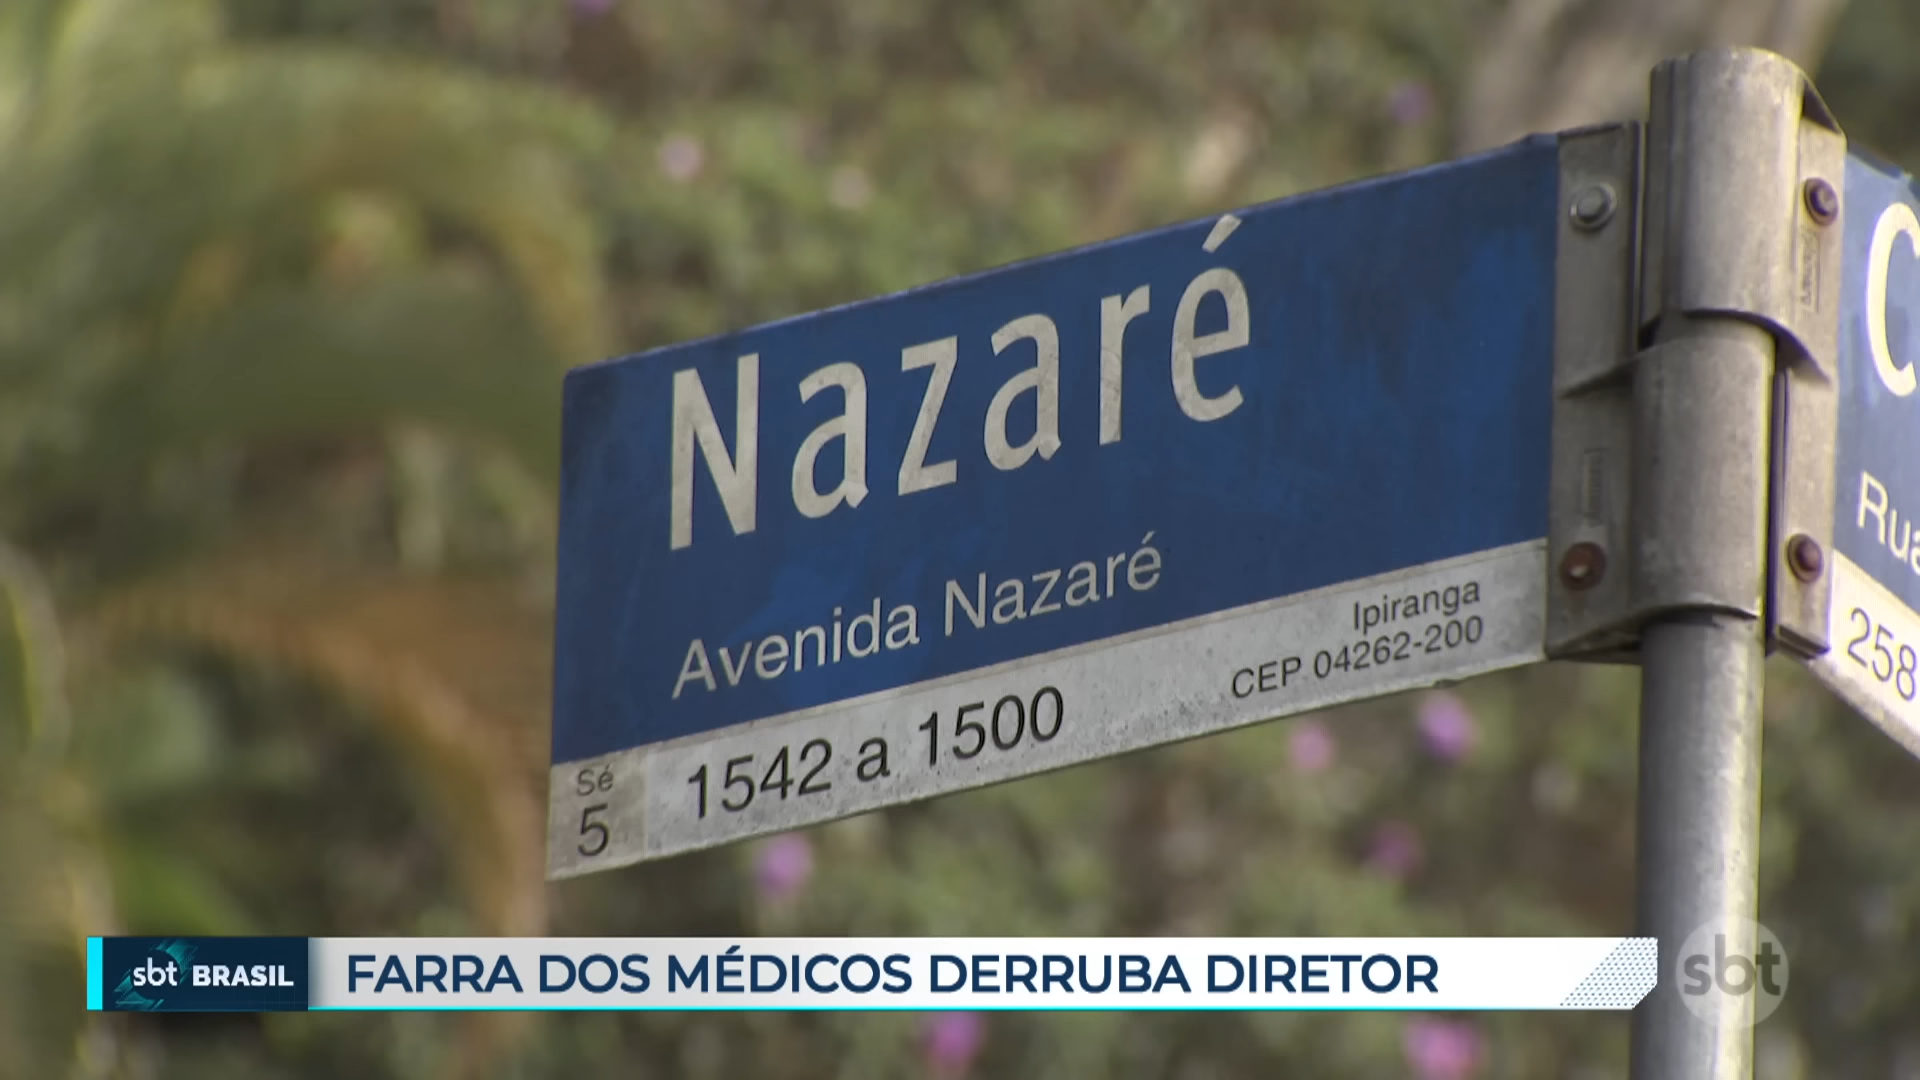 Nazaré
Avenida Nazaré
Ipiranga
CEP 04262-200
Sé
5
1542 a 1500
C
Rua
258
sbt BRASIL
FARRA DOS MÉDICOS DERRUBA DIRETOR
sbt